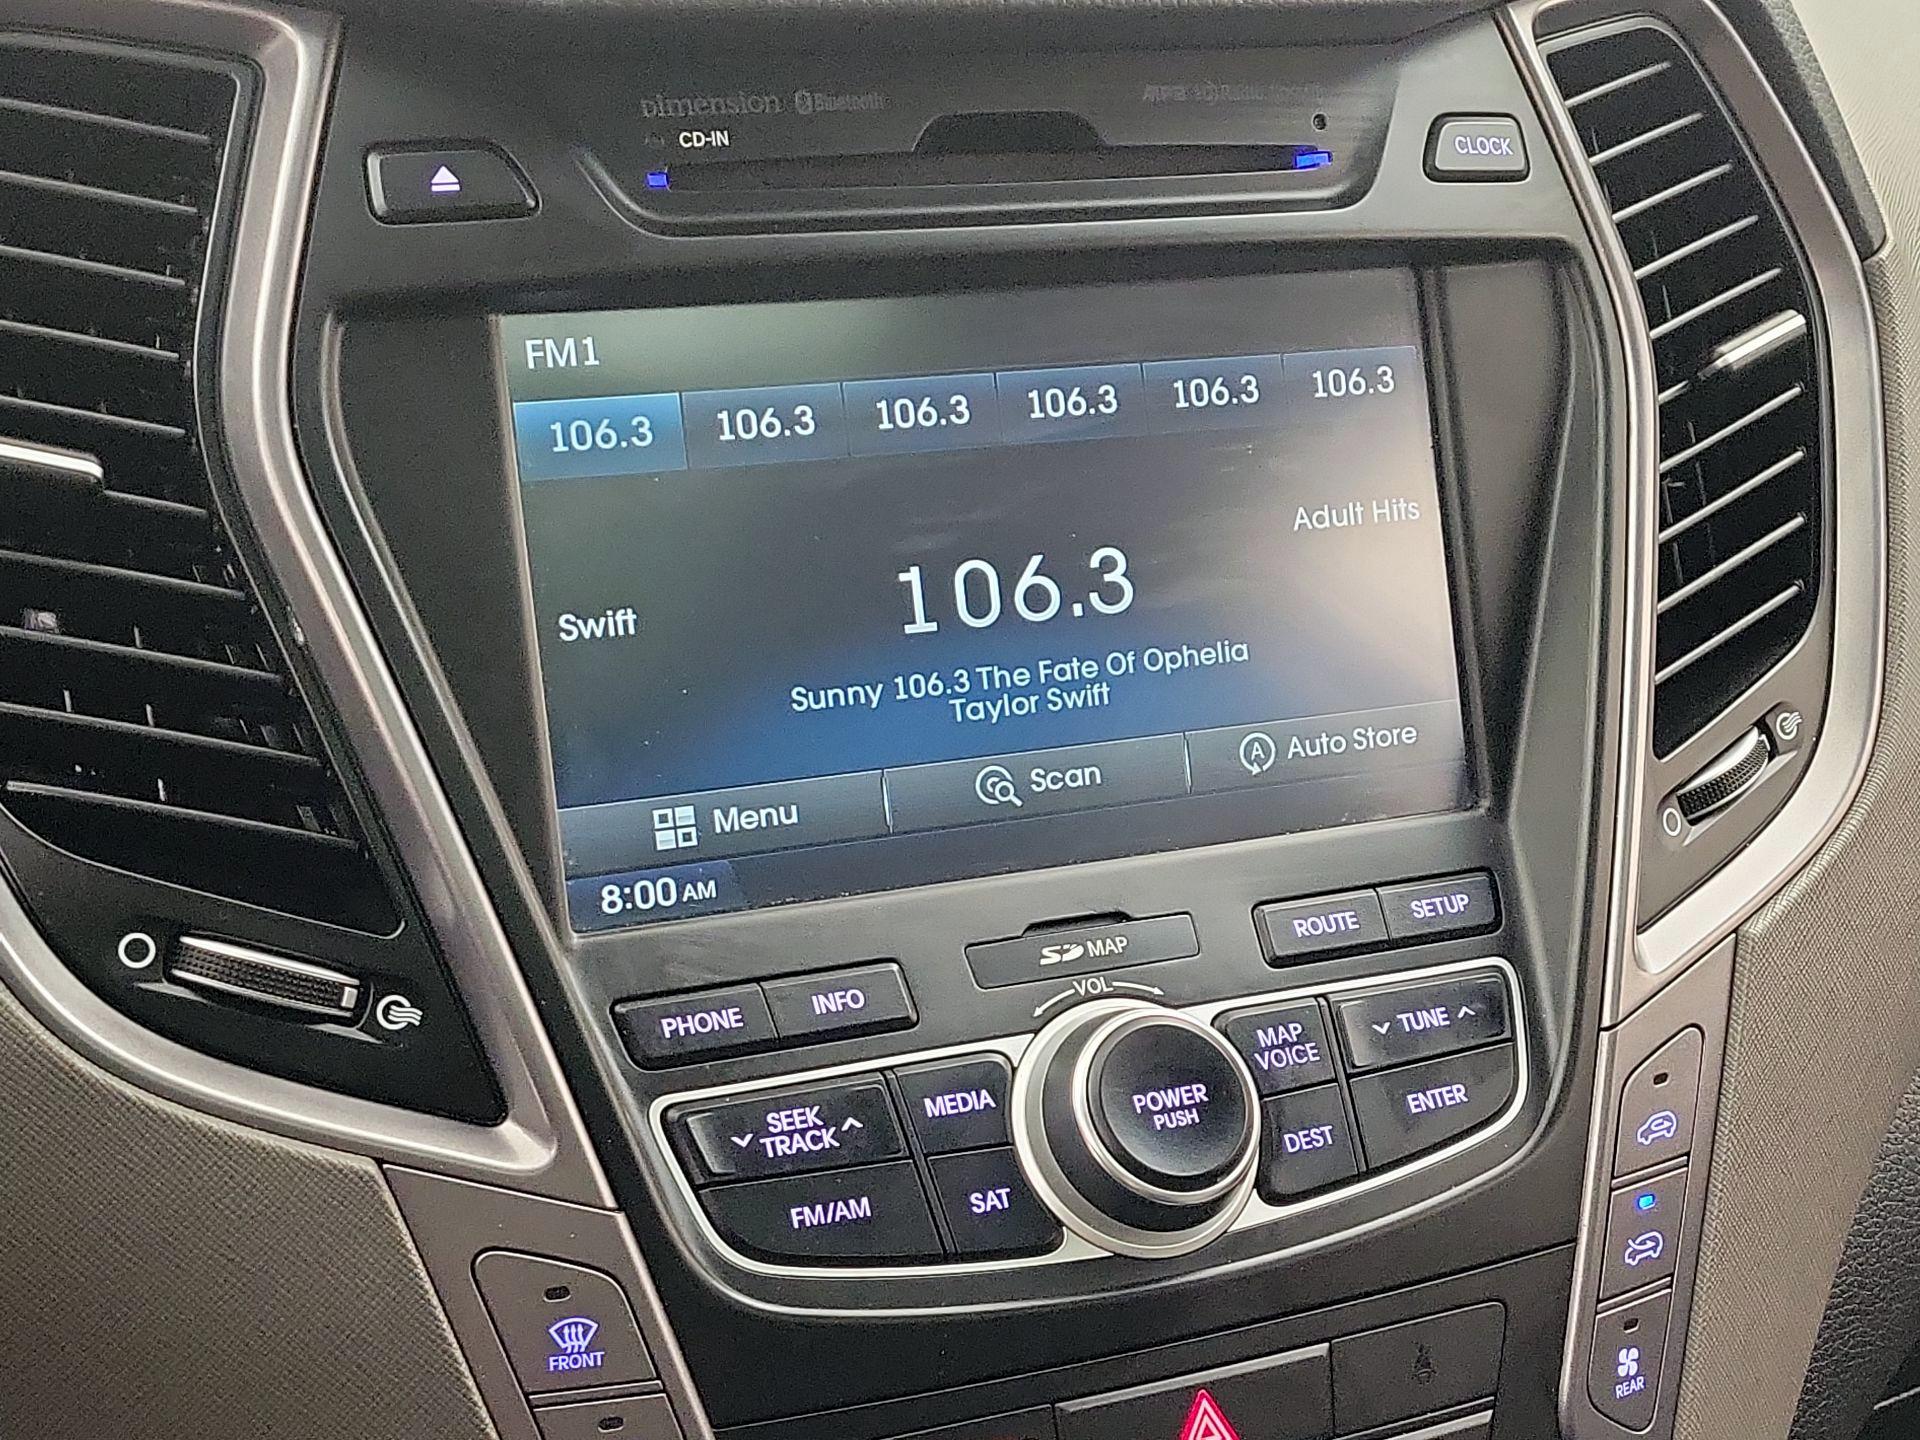 Dimension Bluetooth
CD-IN
CLOCK
FM1
106.3 106.3 106.3 106.3 106.3 106.3
Adult Hits
106.3
Swift
Sunny 106.3 The Fate Of Ophelia
Taylor Swift
Menu Scan A Auto Store
8:00 AM
ROUTE SETUP
SD MAP
PHONE INFO
VOL
MAP
VOICE
TUNE
SEEK
TRACK
MEDIA
POWER
PUSH
ENTER
DEST
FM/AM SAT
FRONT
REAR